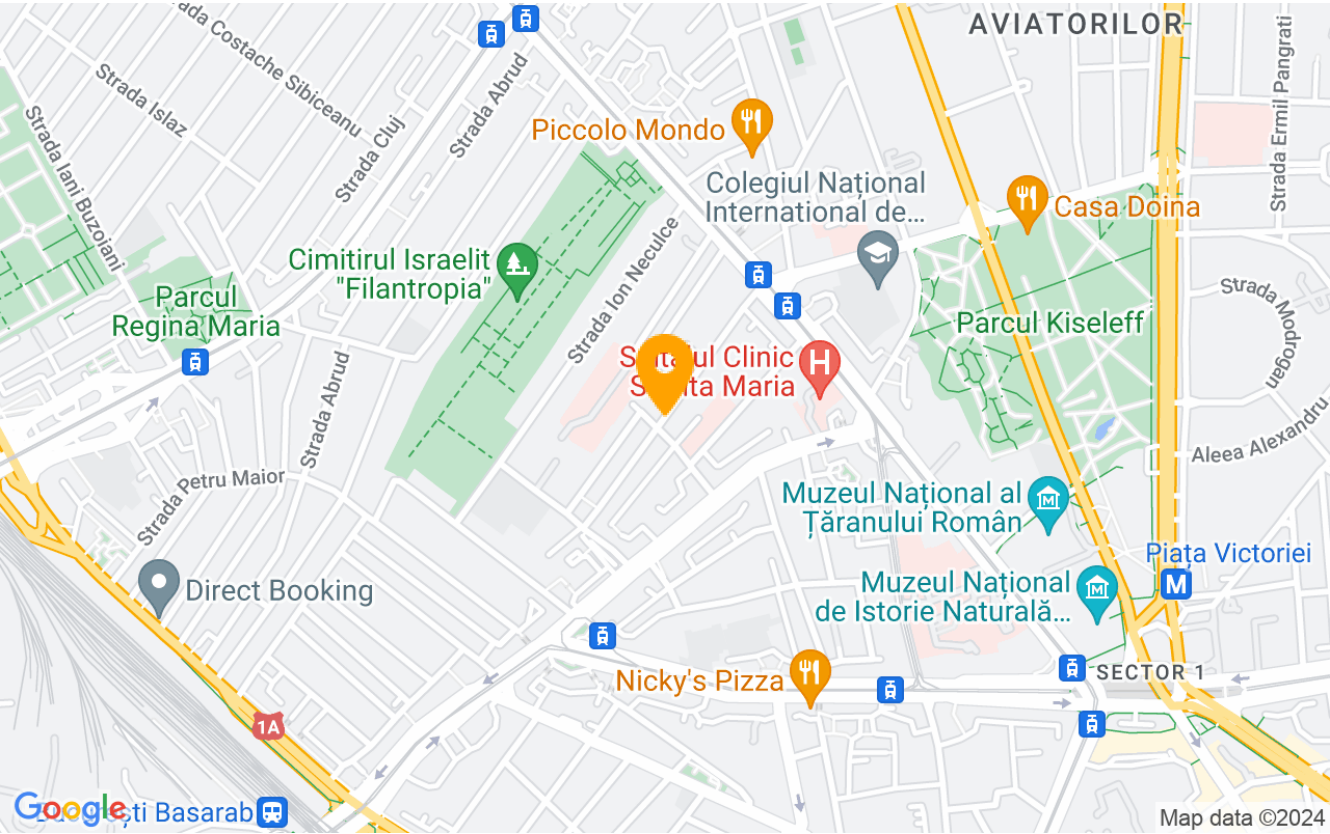 AVIATORILOR
Strada Costache Sibiceanu
Strada Islaz
Strada Abrud
Strada Cluj
Strada Iani Buzoiani
Strada Ermil Pangrati
Piccolo Mondo
Colegiul Național
Internațional de...
Casa Doina
Cimitirul Israelit
"Filantropia"
Strada Ion Neculce
Parcul
Regina Maria
Strada Modrogan
Parcul Kiseleff
Clinic
Maria
H
Strada Abrud
Aleea Alexandru
Strada Petru Maior
Muzeul Național al
Țăranului Român
Piața Victoriei
M
Direct Booking
Muzeul Național
de Istorie Naturală...
SECTOR 1
Nicky's Pizza
1A
Google
Basarab
Map data ©2024